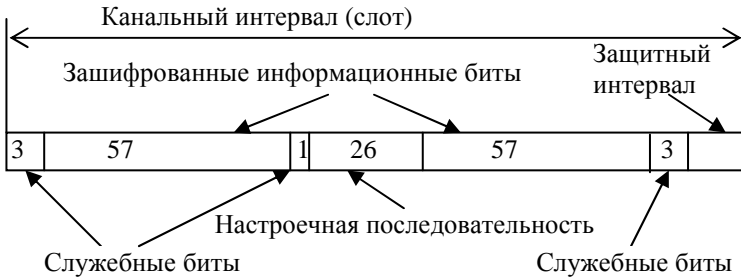 Канальный интервал (слот)
Зашифрованные информационные биты
Защитный
интервал
3 57 1 26 57 3
Настроечная последовательность
Служебные биты Служебные биты